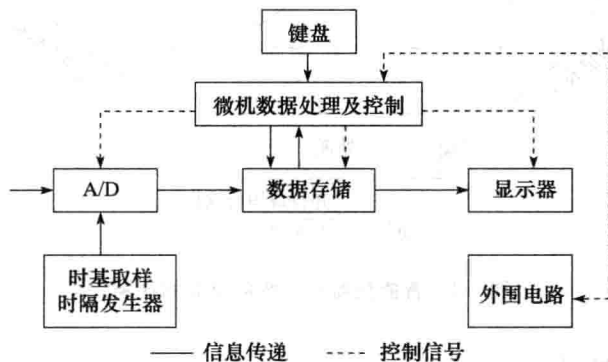 键盘
微机数据处理及控制
A/D
数据存储
显示器
时基取样
时隔发生器
外围电路
信息传递
控制信号